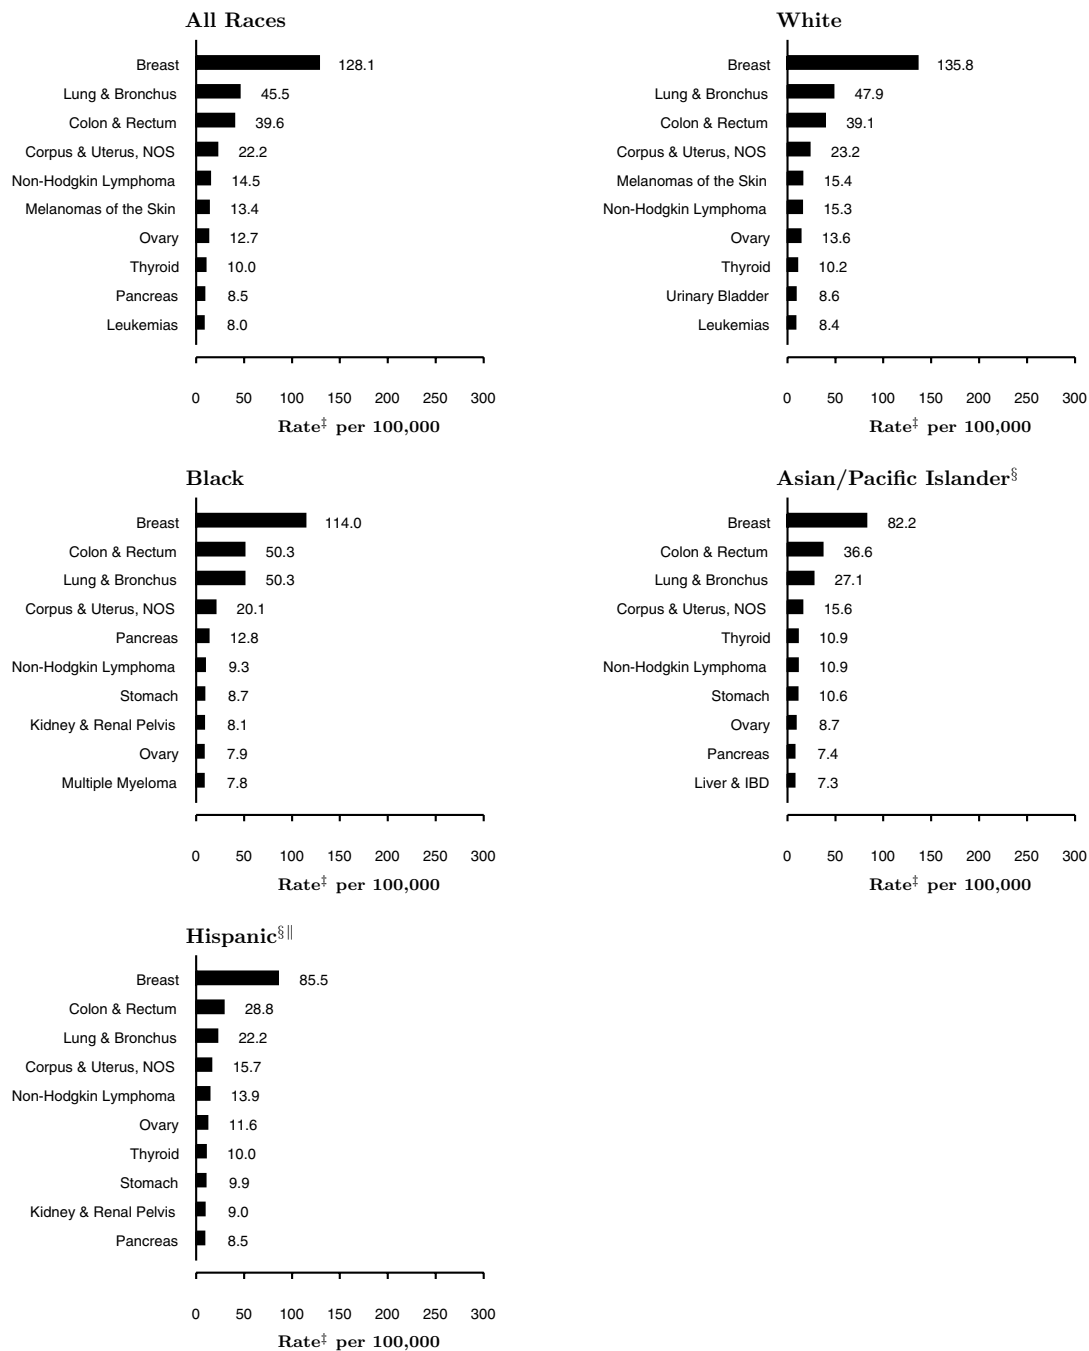 All Races
Breast 128.1
Lung & Bronchus 45.5
Colon & Rectum 39.6
Corpus & Uterus, NOS 22.2
Non-Hodgkin Lymphoma 14.5
Melanomas of the Skin 13.4
Ovary 12.7
Thyroid 10.0
Pancreas 8.5
Leukemias 8.0
0 50 100 150 200 250 300
Rate‡ per 100,000
White
Breast 135.8
Lung & Bronchus 47.9
Colon & Rectum 39.1
Corpus & Uterus, NOS 23.2
Melanomas of the Skin 15.4
Non-Hodgkin Lymphoma 15.3
Ovary 13.6
Thyroid 10.2
Urinary Bladder 8.6
Leukemias 8.4
0 50 100 150 200 250 300
Rate‡ per 100,000
Black
Breast 114.0
Colon & Rectum 50.3
Lung & Bronchus 50.3
Corpus & Uterus, NOS 20.1
Pancreas 12.8
Non-Hodgkin Lymphoma 9.3
Stomach 8.7
Kidney & Renal Pelvis 8.1
Ovary 7.9
Multiple Myeloma 7.8
0 50 100 150 200 250 300
Rate‡ per 100,000
Asian/Pacific Islander§
Breast 82.2
Colon & Rectum 36.6
Lung & Bronchus 27.1
Corpus & Uterus, NOS 15.6
Thyroid 10.9
Non-Hodgkin Lymphoma 10.9
Stomach 10.6
Ovary 8.7
Pancreas 7.4
Liver & IBD 7.3
0 50 100 150 200 250 300
Rate‡ per 100,000
Hispanic§‖
Breast 85.5
Colon & Rectum 28.8
Lung & Bronchus 22.2
Corpus & Uterus, NOS 15.7
Non-Hodgkin Lymphoma 13.9
Ovary 11.6
Thyroid 10.0
Stomach 9.9
Kidney & Renal Pelvis 9.0
Pancreas 8.5
0 50 100 150 200 250 300
Rate‡ per 100,000